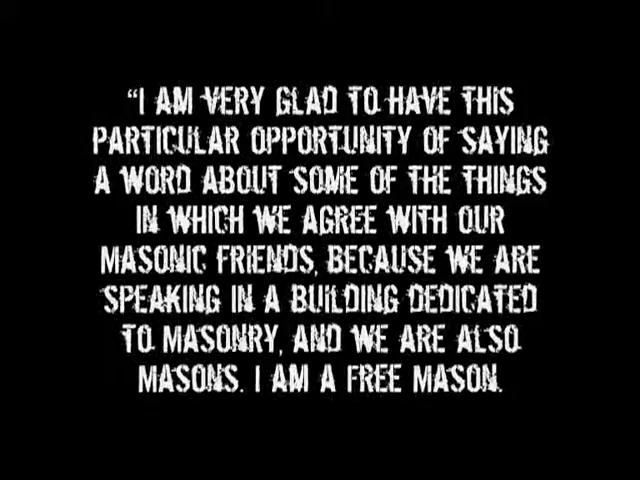 “I AM VERY GLAD TO HAVE THIS
PARTICULAR OPPORTUNITY OF SAYING
A WORD ABOUT SOME OF THE THINGS
IN WHICH WE AGREE WITH OUR
MASONIC FRIENDS, BECAUSE WE ARE
SPEAKING IN A BUILDING DEDICATED
TO MASONRY, AND WE ARE ALSO
MASONS. I AM A FREE MASON.